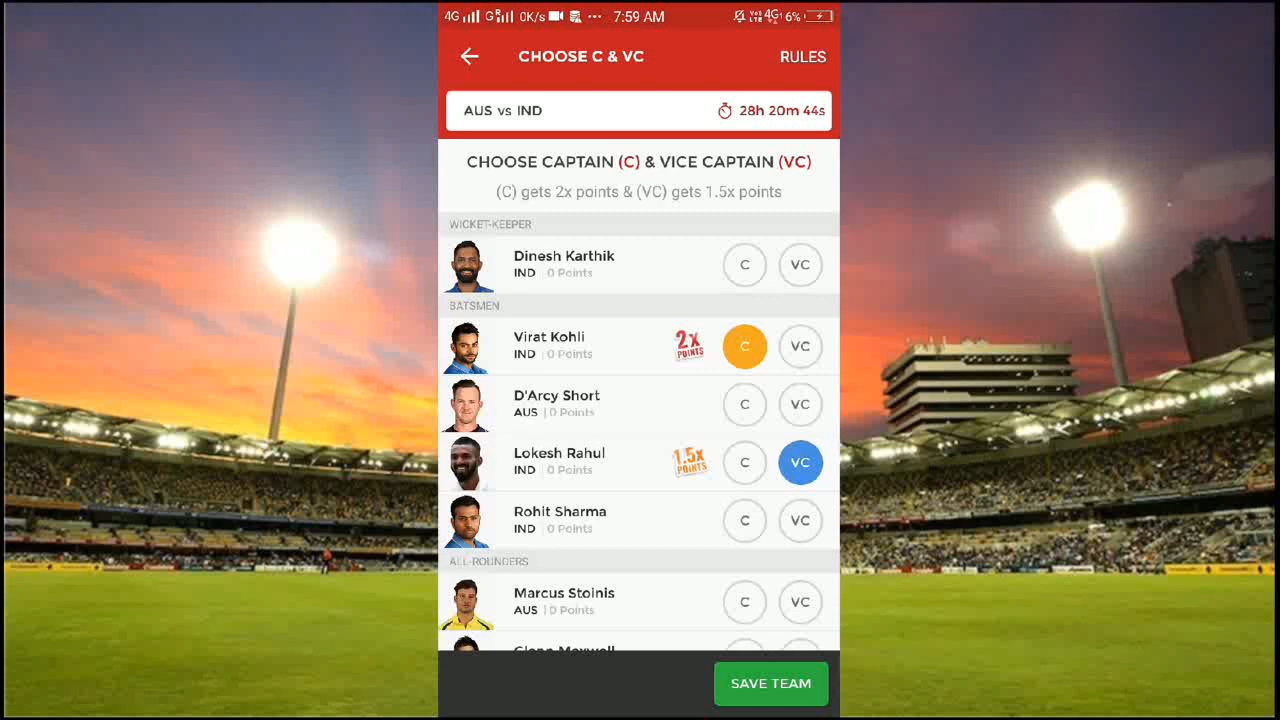 4G G R 0K/s ... 7:59 AM VoLTE 4G 6%
CHOOSE C & VC RULES
AUS vs IND 28h 20m 44s
CHOOSE CAPTAIN (C) & VICE CAPTAIN (VC)
(C) gets 2x points & (VC) gets 1.5x points
WICKET-KEEPER
Dinesh Karthik
IND | 0 Points
C VC
BATSMEN
Virat Kohli
IND | 0 Points
2x POINTS
C VC
D'Arcy Short
AUS | 0 Points
C VC
Lokesh Rahul
IND | 0 Points
1.5x POINTS
C VC
Rohit Sharma
IND | 0 Points
C VC
ALL-ROUNDERS
Marcus Stoinis
AUS | 0 Points
C VC
Glenn Maxwell
SAVE TEAM